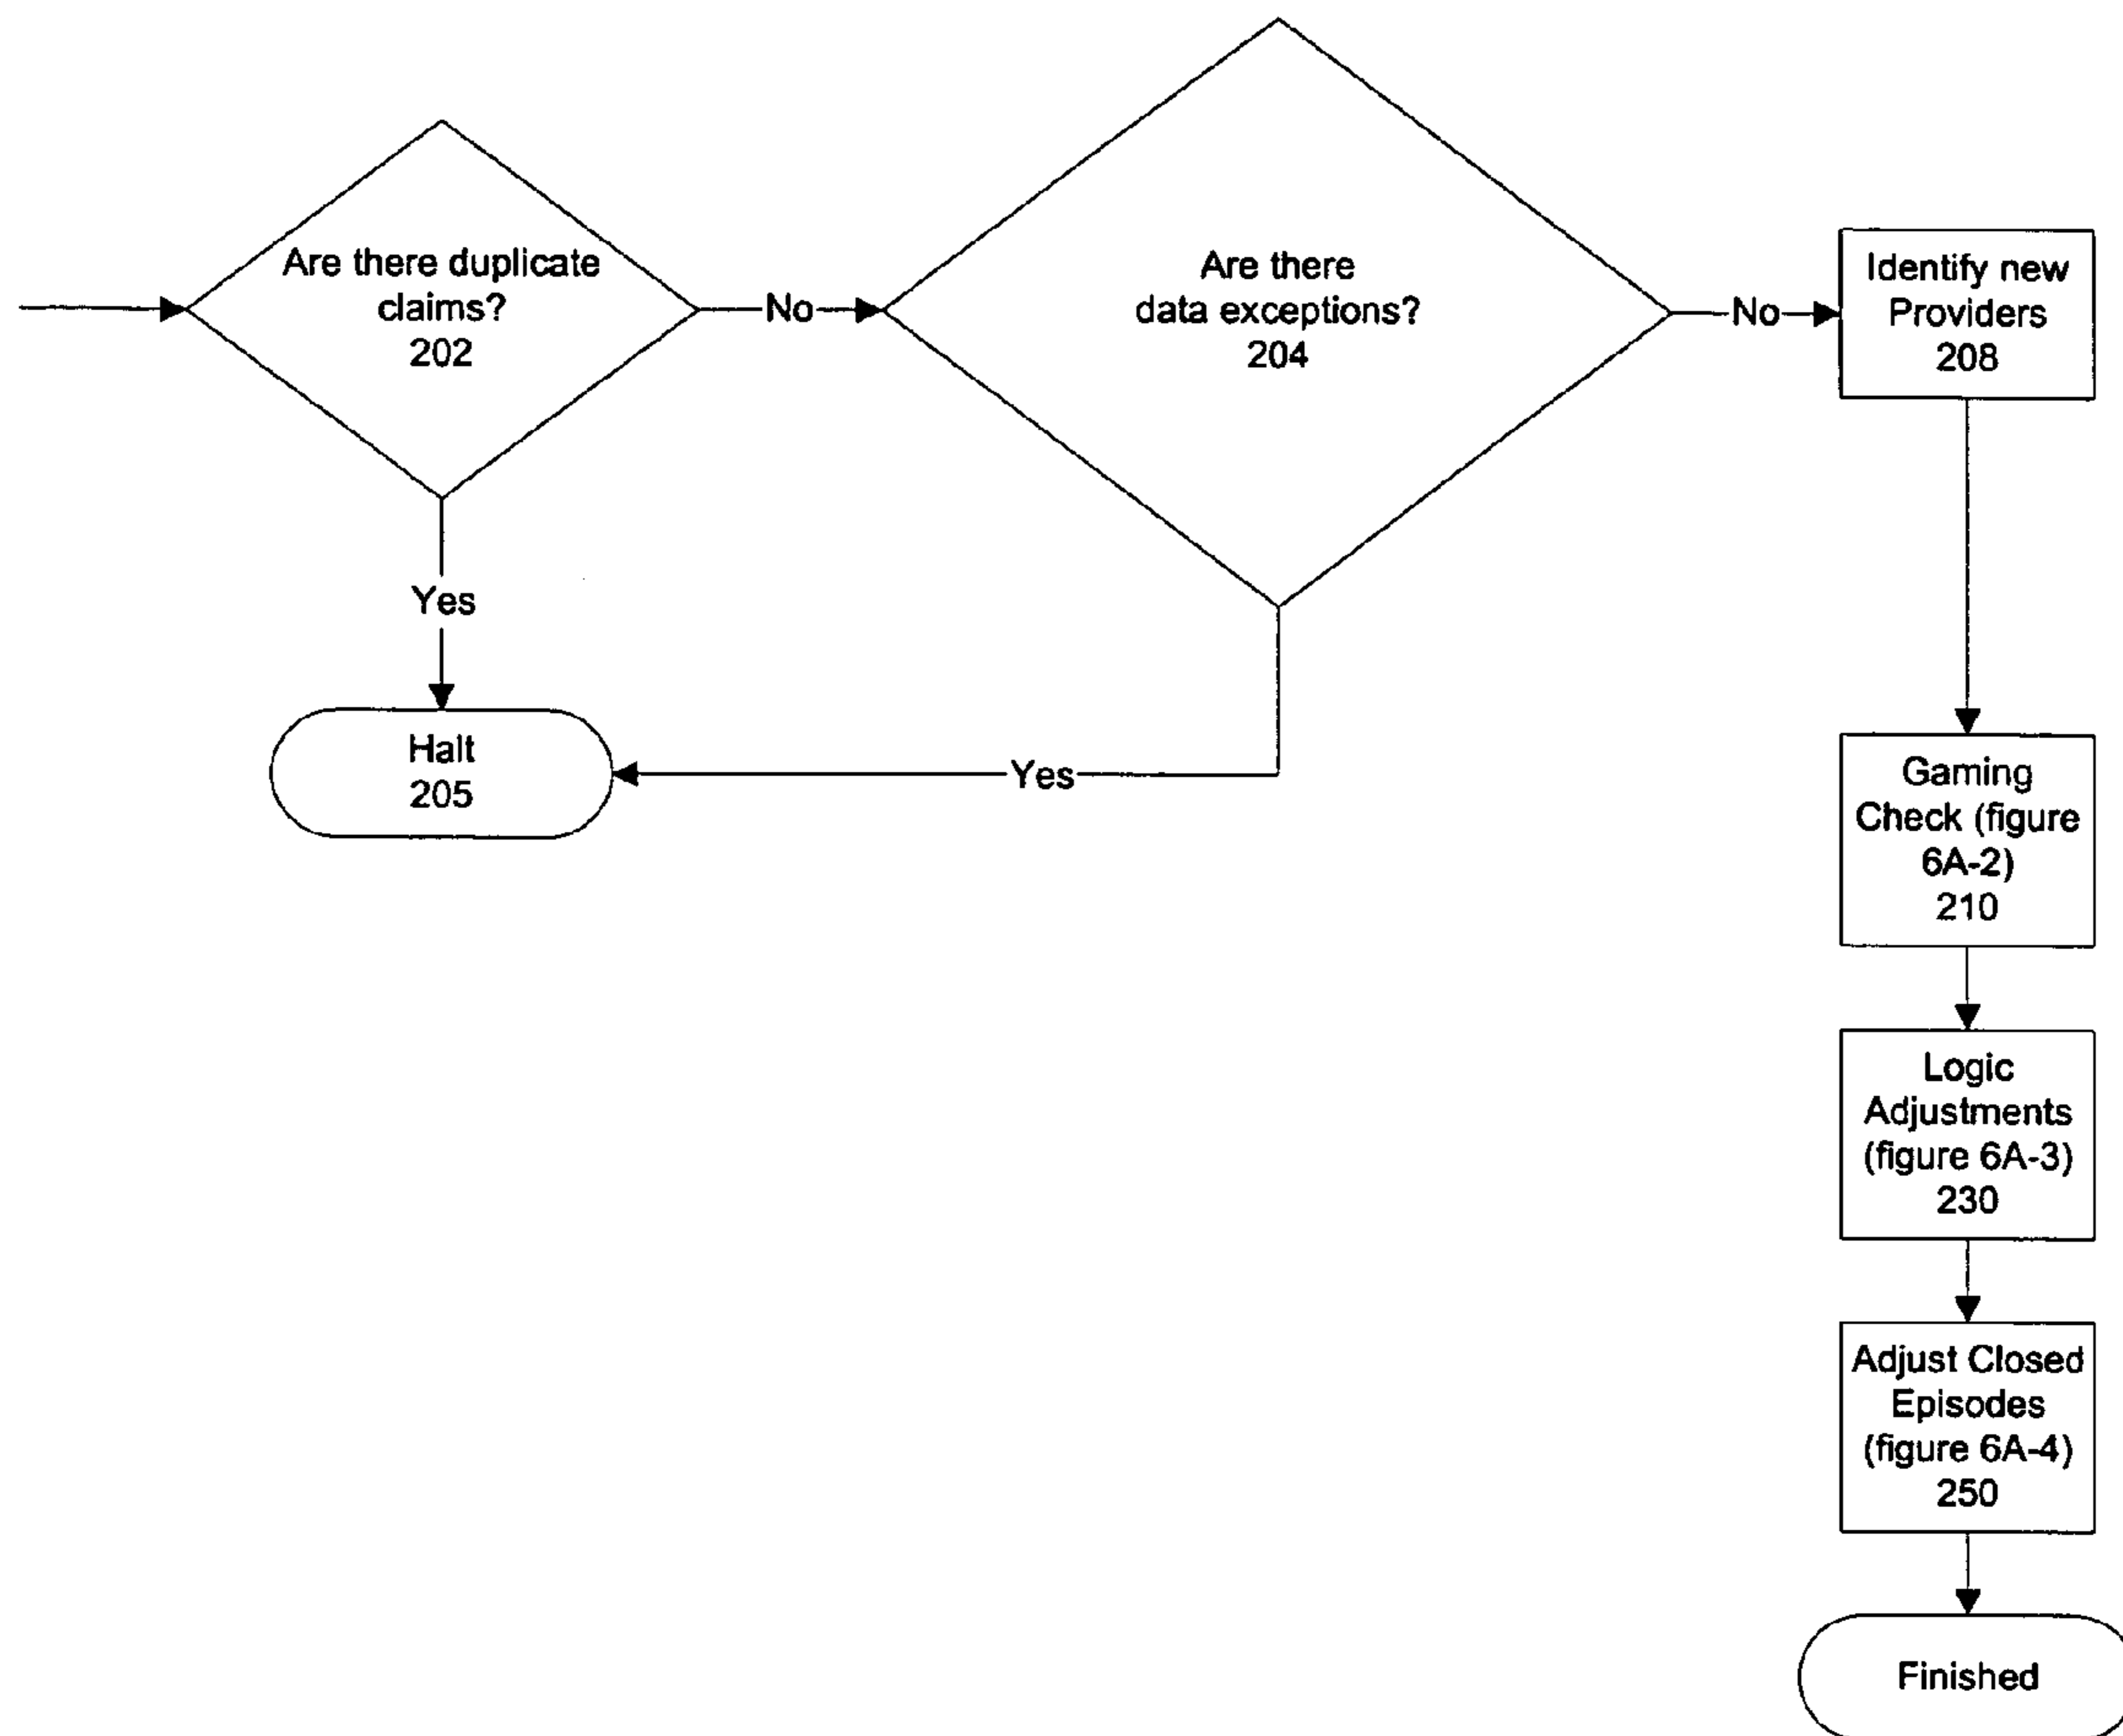 Are there duplicate
claims?
202
No
Are there
data exceptions?
204
No
Identify new
Providers
208
Yes
Halt
205
Yes
Gaming
Check (figure
6A-2)
210
Logic
Adjustments
(figure 6A-3)
230
Adjust Closed
Episodes
(figure 6A-4)
250
Finished